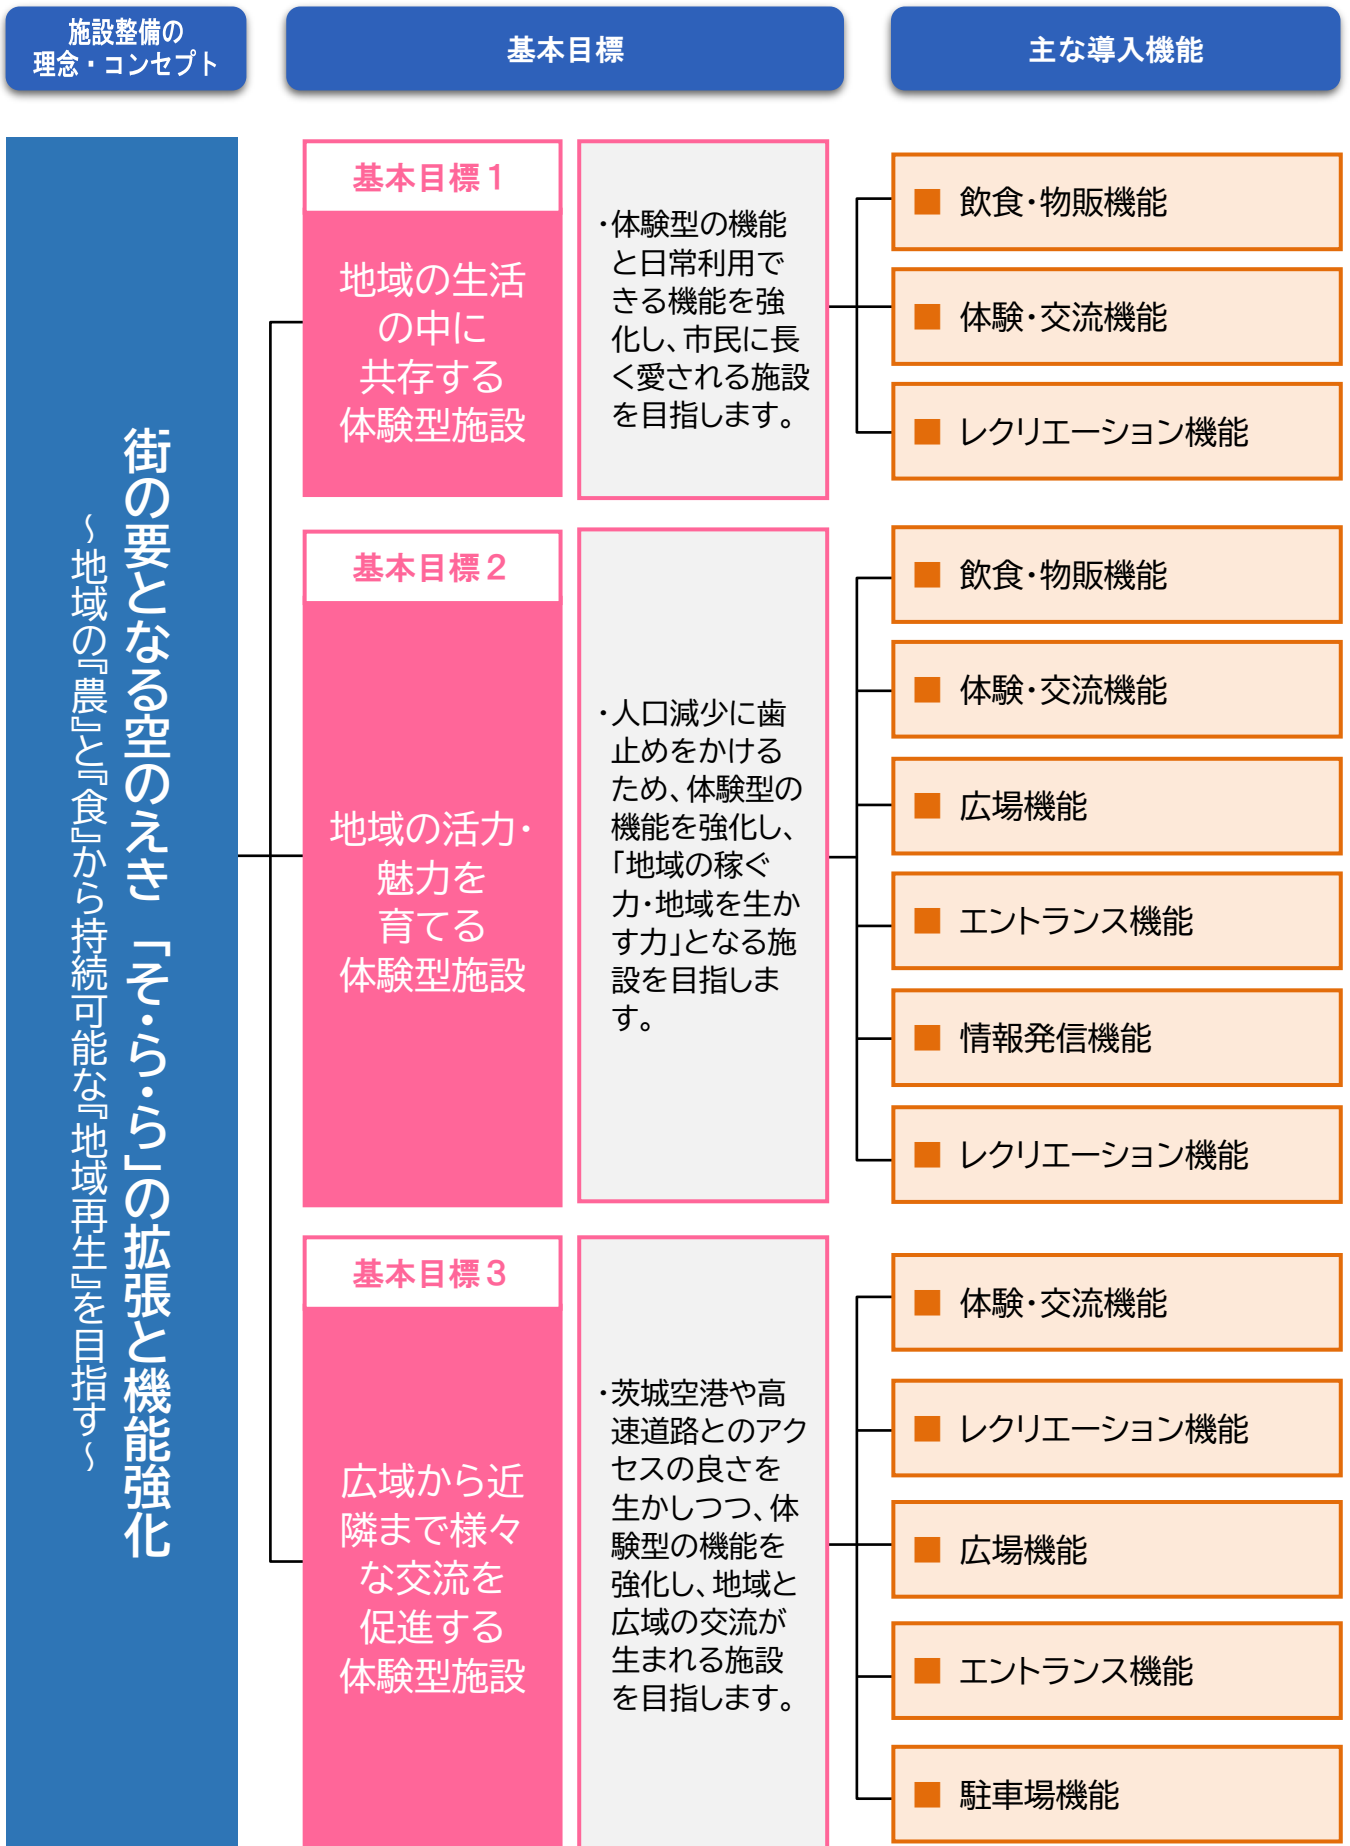 施設整備の
理念・コンセプト
基本目標
主な導入機能
街の要となる空のえき「そ・ら・ら」の拡張と機能強化
～地域の『農』と『食』から持続可能な『地域再生』を目指す～
基本目標１
地域の生活
の中に
共存する
体験型施設
・体験型の機能
と日常利用で
きる機能を強
化し、市民に長
く愛される施設
を目指します。
■ 飲食・物販機能
■ 体験・交流機能
■ レクリエーション機能
基本目標２
地域の活力・
魅力を
育てる
体験型施設
・人口減少に歯
止めをかける
ため、体験型の
機能を強化し、
「地域の稼ぐ
力・地域を生か
す力」となる施
設を目指しま
す。
■ 飲食・物販機能
■ 体験・交流機能
■ 広場機能
■ エントランス機能
■ 情報発信機能
■ レクリエーション機能
基本目標３
広域から近
隣まで様々
な交流を
促進する
体験型施設
・茨城空港や高
速道路とのアク
セスの良さを
生かしつつ、体
験型の機能を
強化し、地域と
広域の交流が
生まれる施設
を目指します。
■ 体験・交流機能
■ レクリエーション機能
■ 広場機能
■ エントランス機能
■ 駐車場機能